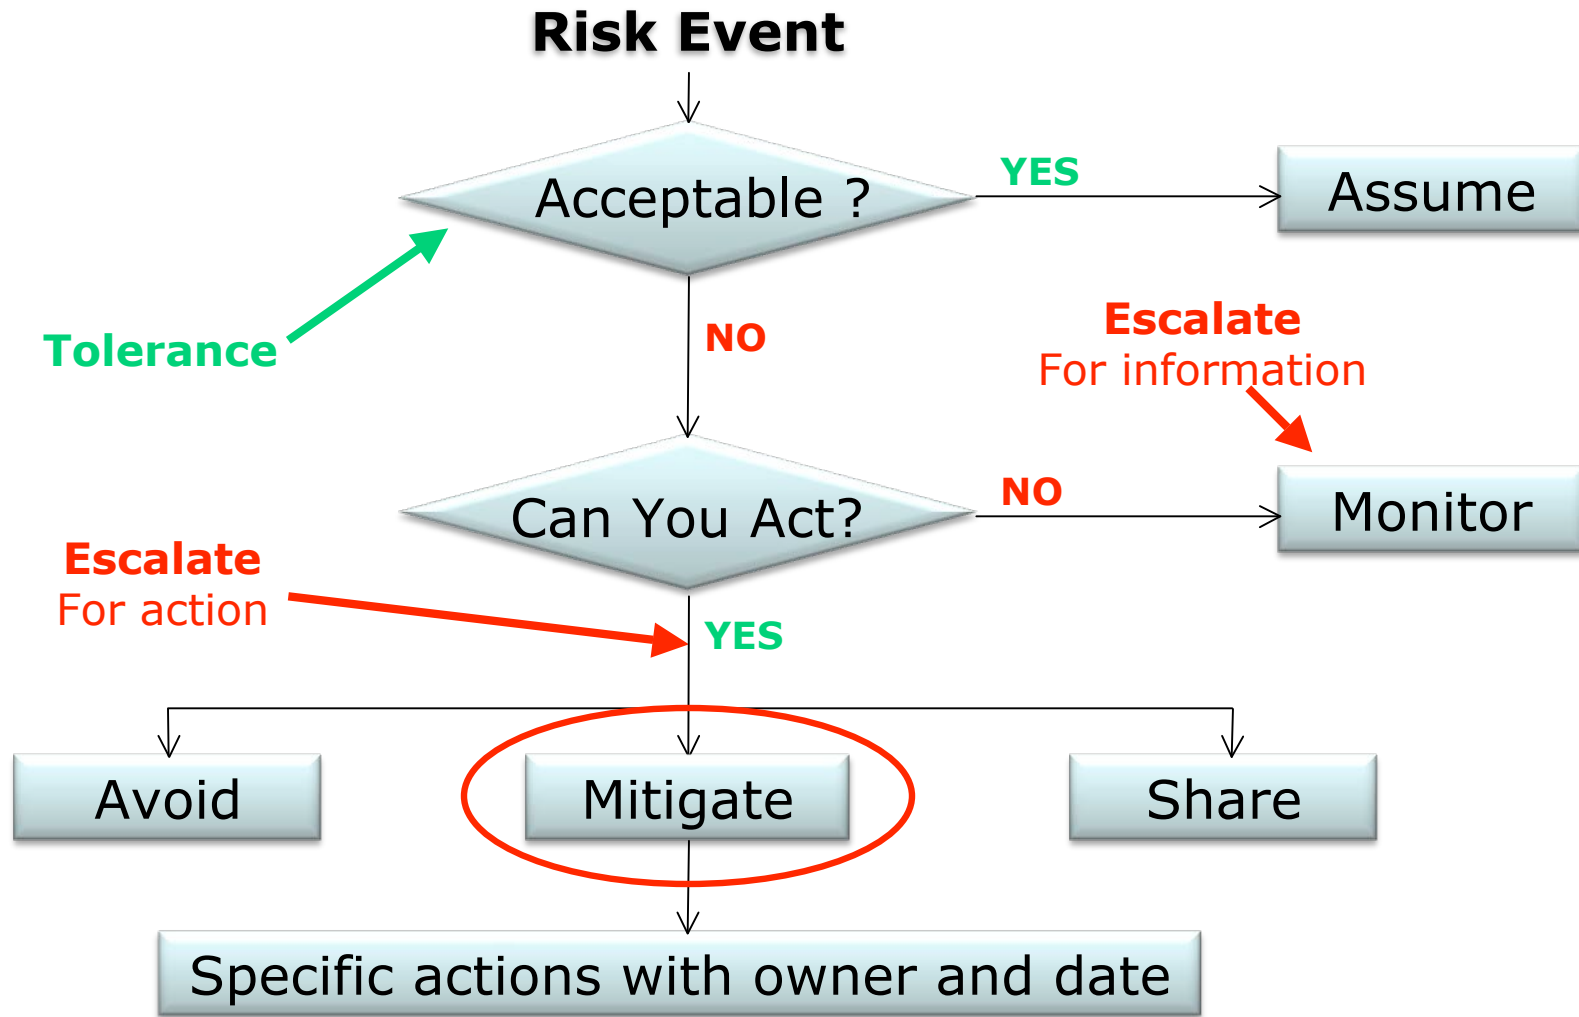 Risk Event
Acceptable ?
YES
Assume
Tolerance
NO
Escalate
For information
Can You Act?
NO
Monitor
Escalate
For action
YES
Avoid
Mitigate
Share
Specific actions with owner and date